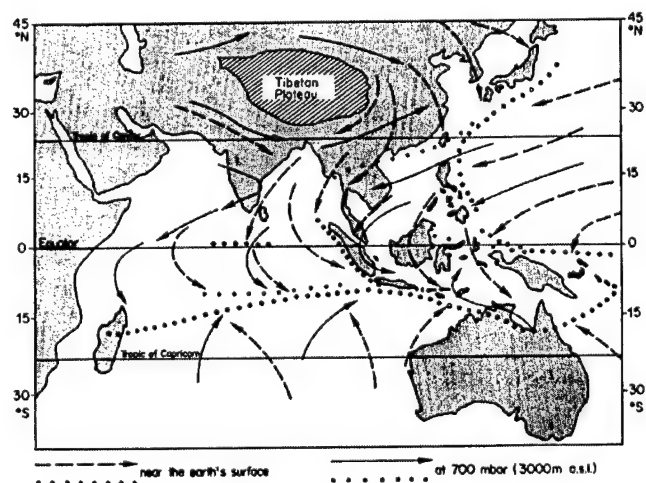 45
°N
45
°N
Tibetan
Plateau
30
30
Tropic of Cancer
15
15
Equator
0
0
15
15
Tropic of Capricorn
30
°S
30
°S
near the earth's surface
at 700 mbar (3000m a.s.l.)